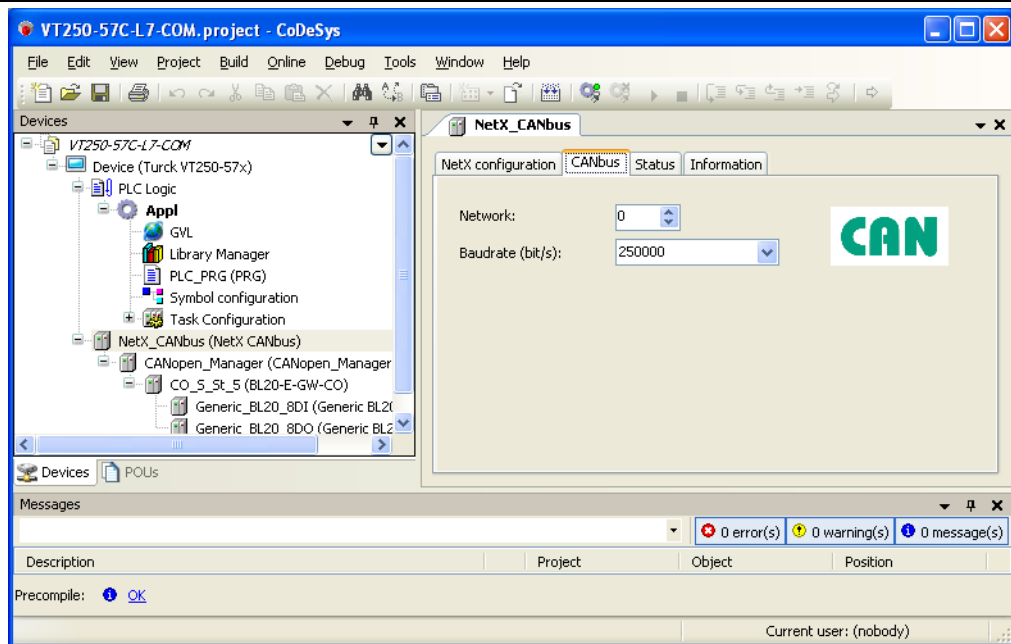 VT250-57C-L7-COM.project - CoDeSys
File Edit View Project Build Online Debug Tools Window Help
Devices
VT250-57C-L7-COM
Device (Turck VT250-57x)
PLC Logic
Appl
GVL
Library Manager
PLC_PRG (PRG)
Symbol configuration
Task Configuration
NetX_CANbus (NetX CANbus)
CANopen_Manager (CANopen_Manager
CO_S_St_5 (BL20-E-GW-CO)
Generic_BL20_8DI (Generic BL20
Generic_BL20_8DO (Generic BL2
Devices POUs
NetX_CANbus
NetX configuration CANbus Status Information
Network: 0
Baudrate (bit/s): 250000
CAN
Messages
0 error(s) 0 warning(s) 0 message(s)
Description Project Object Position
Precompile: OK
Current user: (nobody)